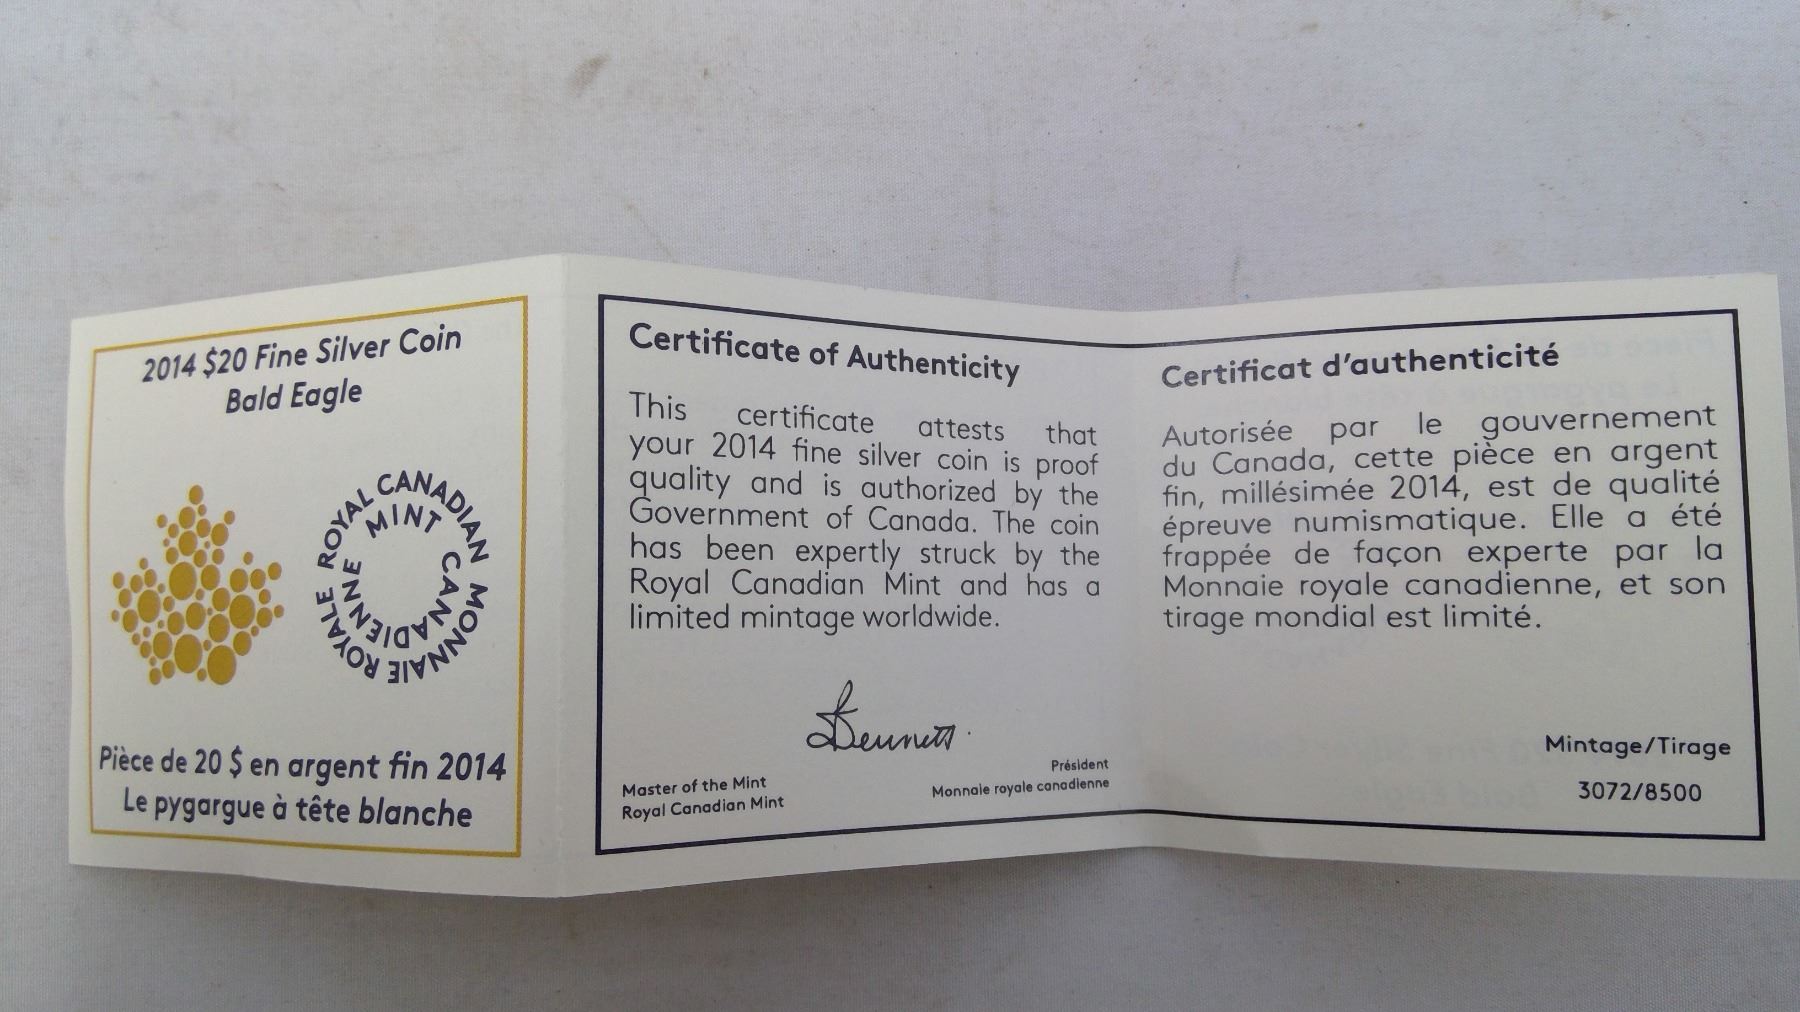 2014 $20 Fine Silver Coin
Bald Eagle
ROYAL CANADIAN MINT
MONNAIE ROYALE CANADIENNE
CANADA
Pièce de 20 $ en argent fin 2014
Le pygargue à tête blanche
Certificate of Authenticity
This certificate attests that
your 2014 fine silver coin is proof
quality and is authorized by the
Government of Canada. The coin
has been expertly struck by the
Royal Canadian Mint and has a
limited mintage worldwide.
Bennett
Master of the Mint
Royal Canadian Mint
Président
Monnaie royale canadienne
Certificat d'authenticité
Autorisée par le gouvernement
du Canada, cette pièce en argent
fin, millésimée 2014, est de qualité
épreuve numismatique. Elle a été
frappée de façon experte par la
Monnaie royale canadienne, et son
tirage mondial est limité.
Mintage/Tirage
3072/8500